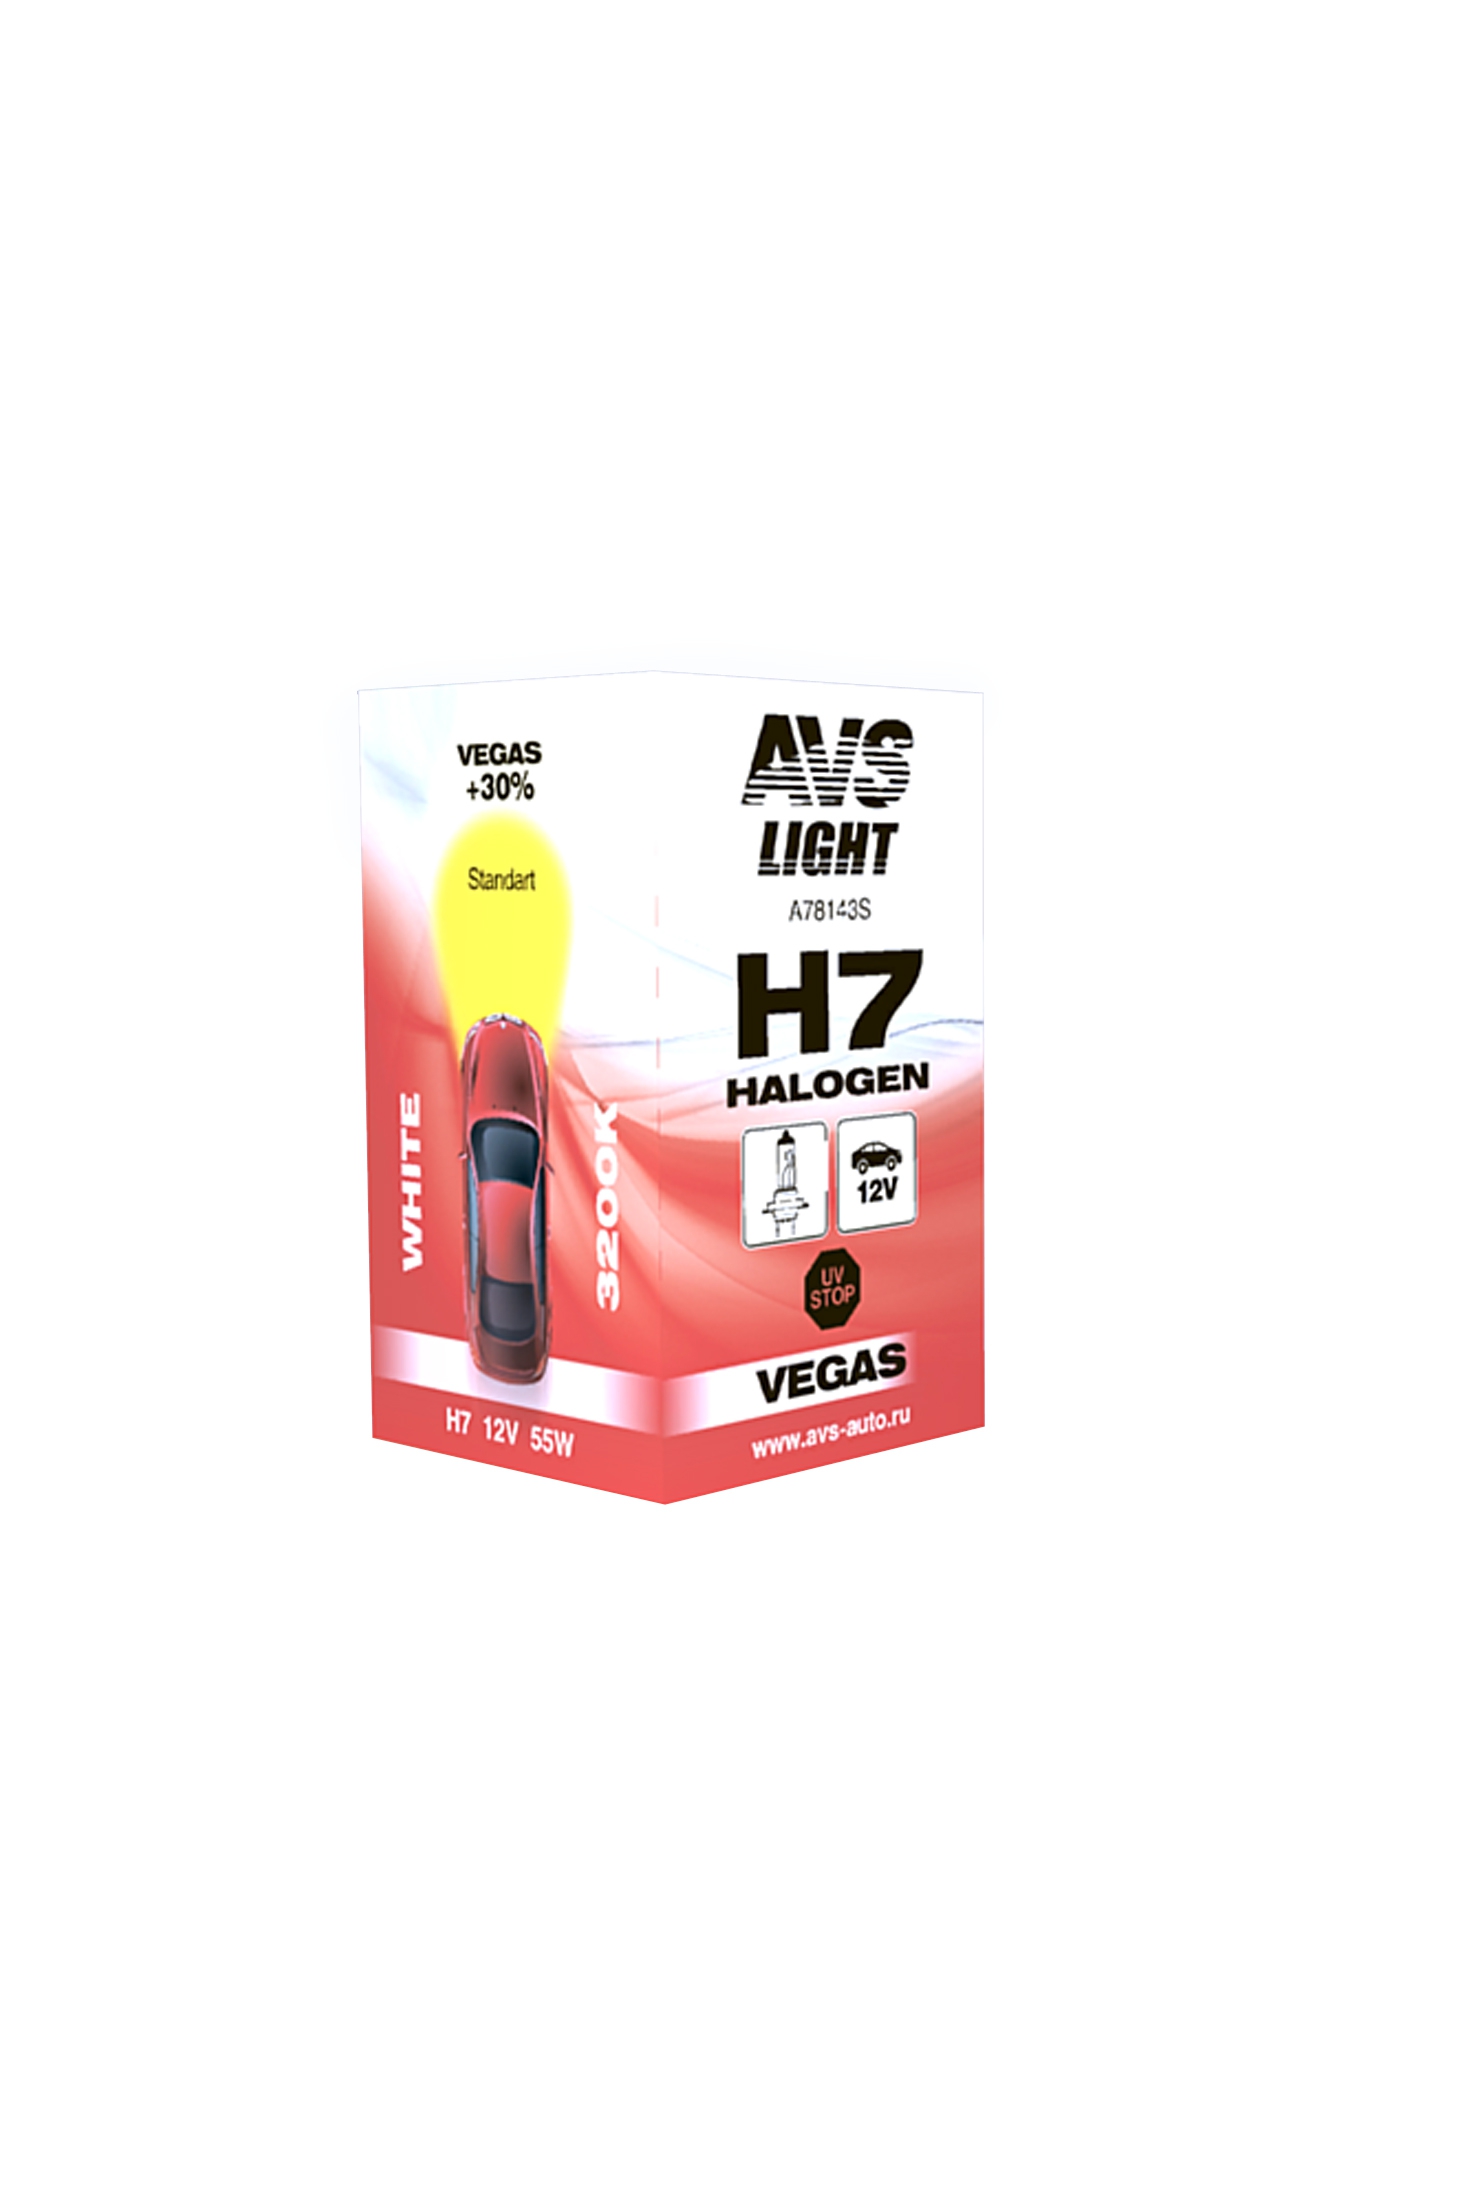 VEGAS
+30%
Standart
WHITE
3200K
H7 12V 55W
AVS
LIGHT
A78143S
H7
HALOGEN
12V
UV
STOP
VEGAS
www.avs-auto.ru